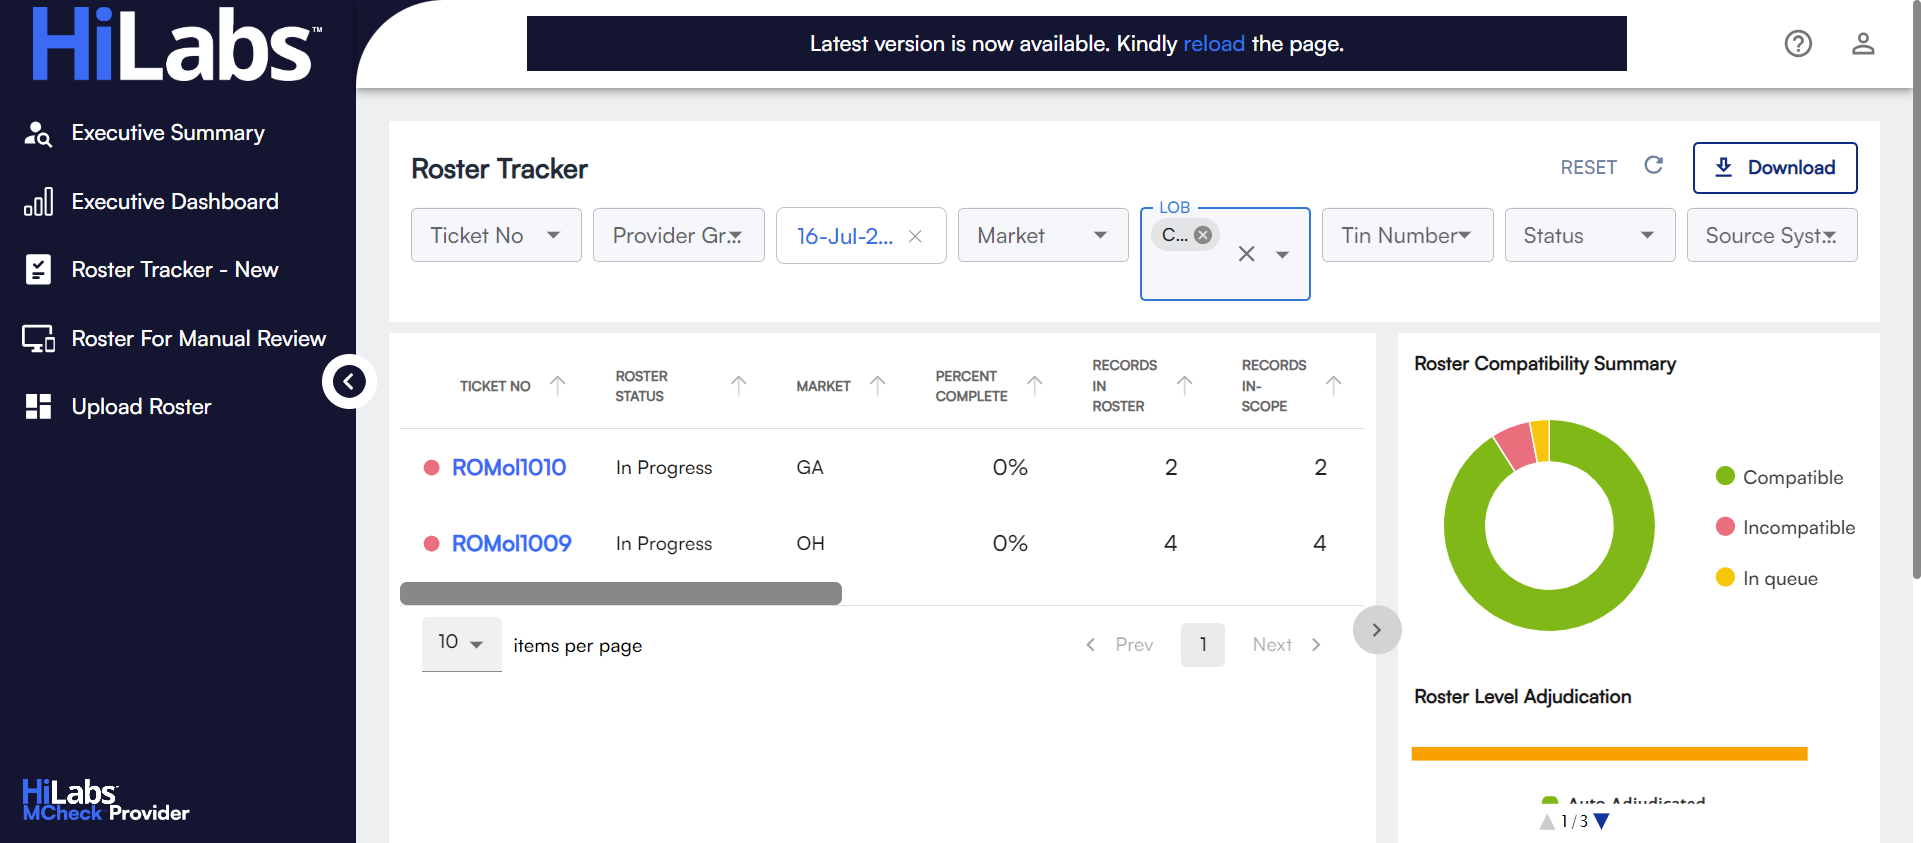 HiLabs™
Latest version is now available. Kindly reload the page.
Executive Summary
Executive Dashboard
Roster Tracker - New
Roster For Manual Review
Upload Roster
HiLabs
MCheck Provider
Roster Tracker
RESET
Download
Ticket No
Provider Gr...
16-Jul-2...
Market
LOB
C...
Tin Number
Status
Source Syst...
TICKET NO
ROSTER STATUS
MARKET
PERCENT COMPLETE
RECORDS IN ROSTER
RECORDS IN-SCOPE
ROMol1010 In Progress GA 0% 2 2
ROMol1009 In Progress OH 0% 4 4
10 items per page
Prev 1 Next
Roster Compatibility Summary
Compatible
Incompatible
In queue
Roster Level Adjudication
Auto Adjudicated
1/3